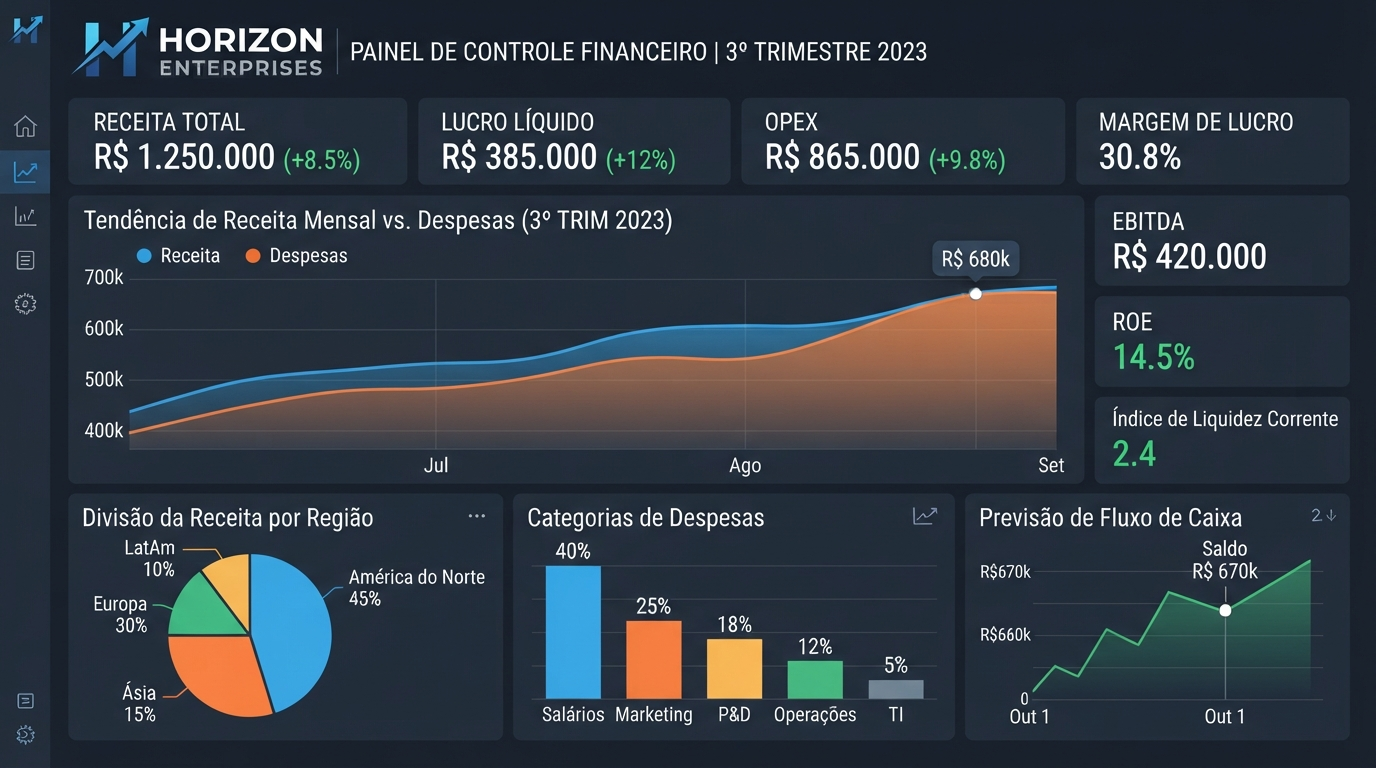 HORIZON
ENTERPRISES
PAINEL DE CONTROLE FINANCEIRO | 3º TRIMESTRE 2023
RECEITA TOTAL
R$ 1.250.000 (+8.5%)
LUCRO LÍQUIDO
R$ 385.000 (+12%)
OPEX
R$ 865.000 (+9.8%)
MARGEM DE LUCRO
30.8%
Tendência de Receita Mensal vs. Despesas (3º TRIM 2023)
Receita
Despesas
R$ 680k
700k
600k
500k
400k
Jul
Ago
Set
EBITDA
R$ 420.000
ROE
14.5%
Índice de Liquidez Corrente
2.4
Divisão da Receita por Região
LatAm
10%
América do Norte
45%
Europa
30%
Ásia
15%
Categorias de Despesas
40%
25%
18%
12%
5%
Salários
Marketing
P&D
Operações
TI
Previsão de Fluxo de Caixa
2
Saldo
R$ 670k
R$670k
R$660k
0
Out 1
Out 1